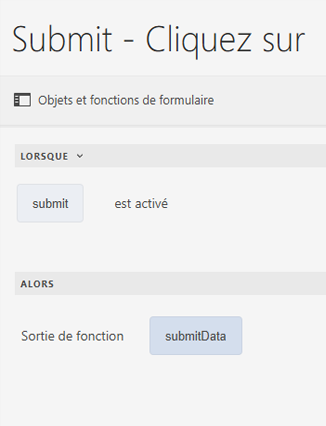 Submit - Cliquez sur
Objets et fonctions de formulaire
LORSQUE
submit est activé
ALORS
Sortie de fonction submitData